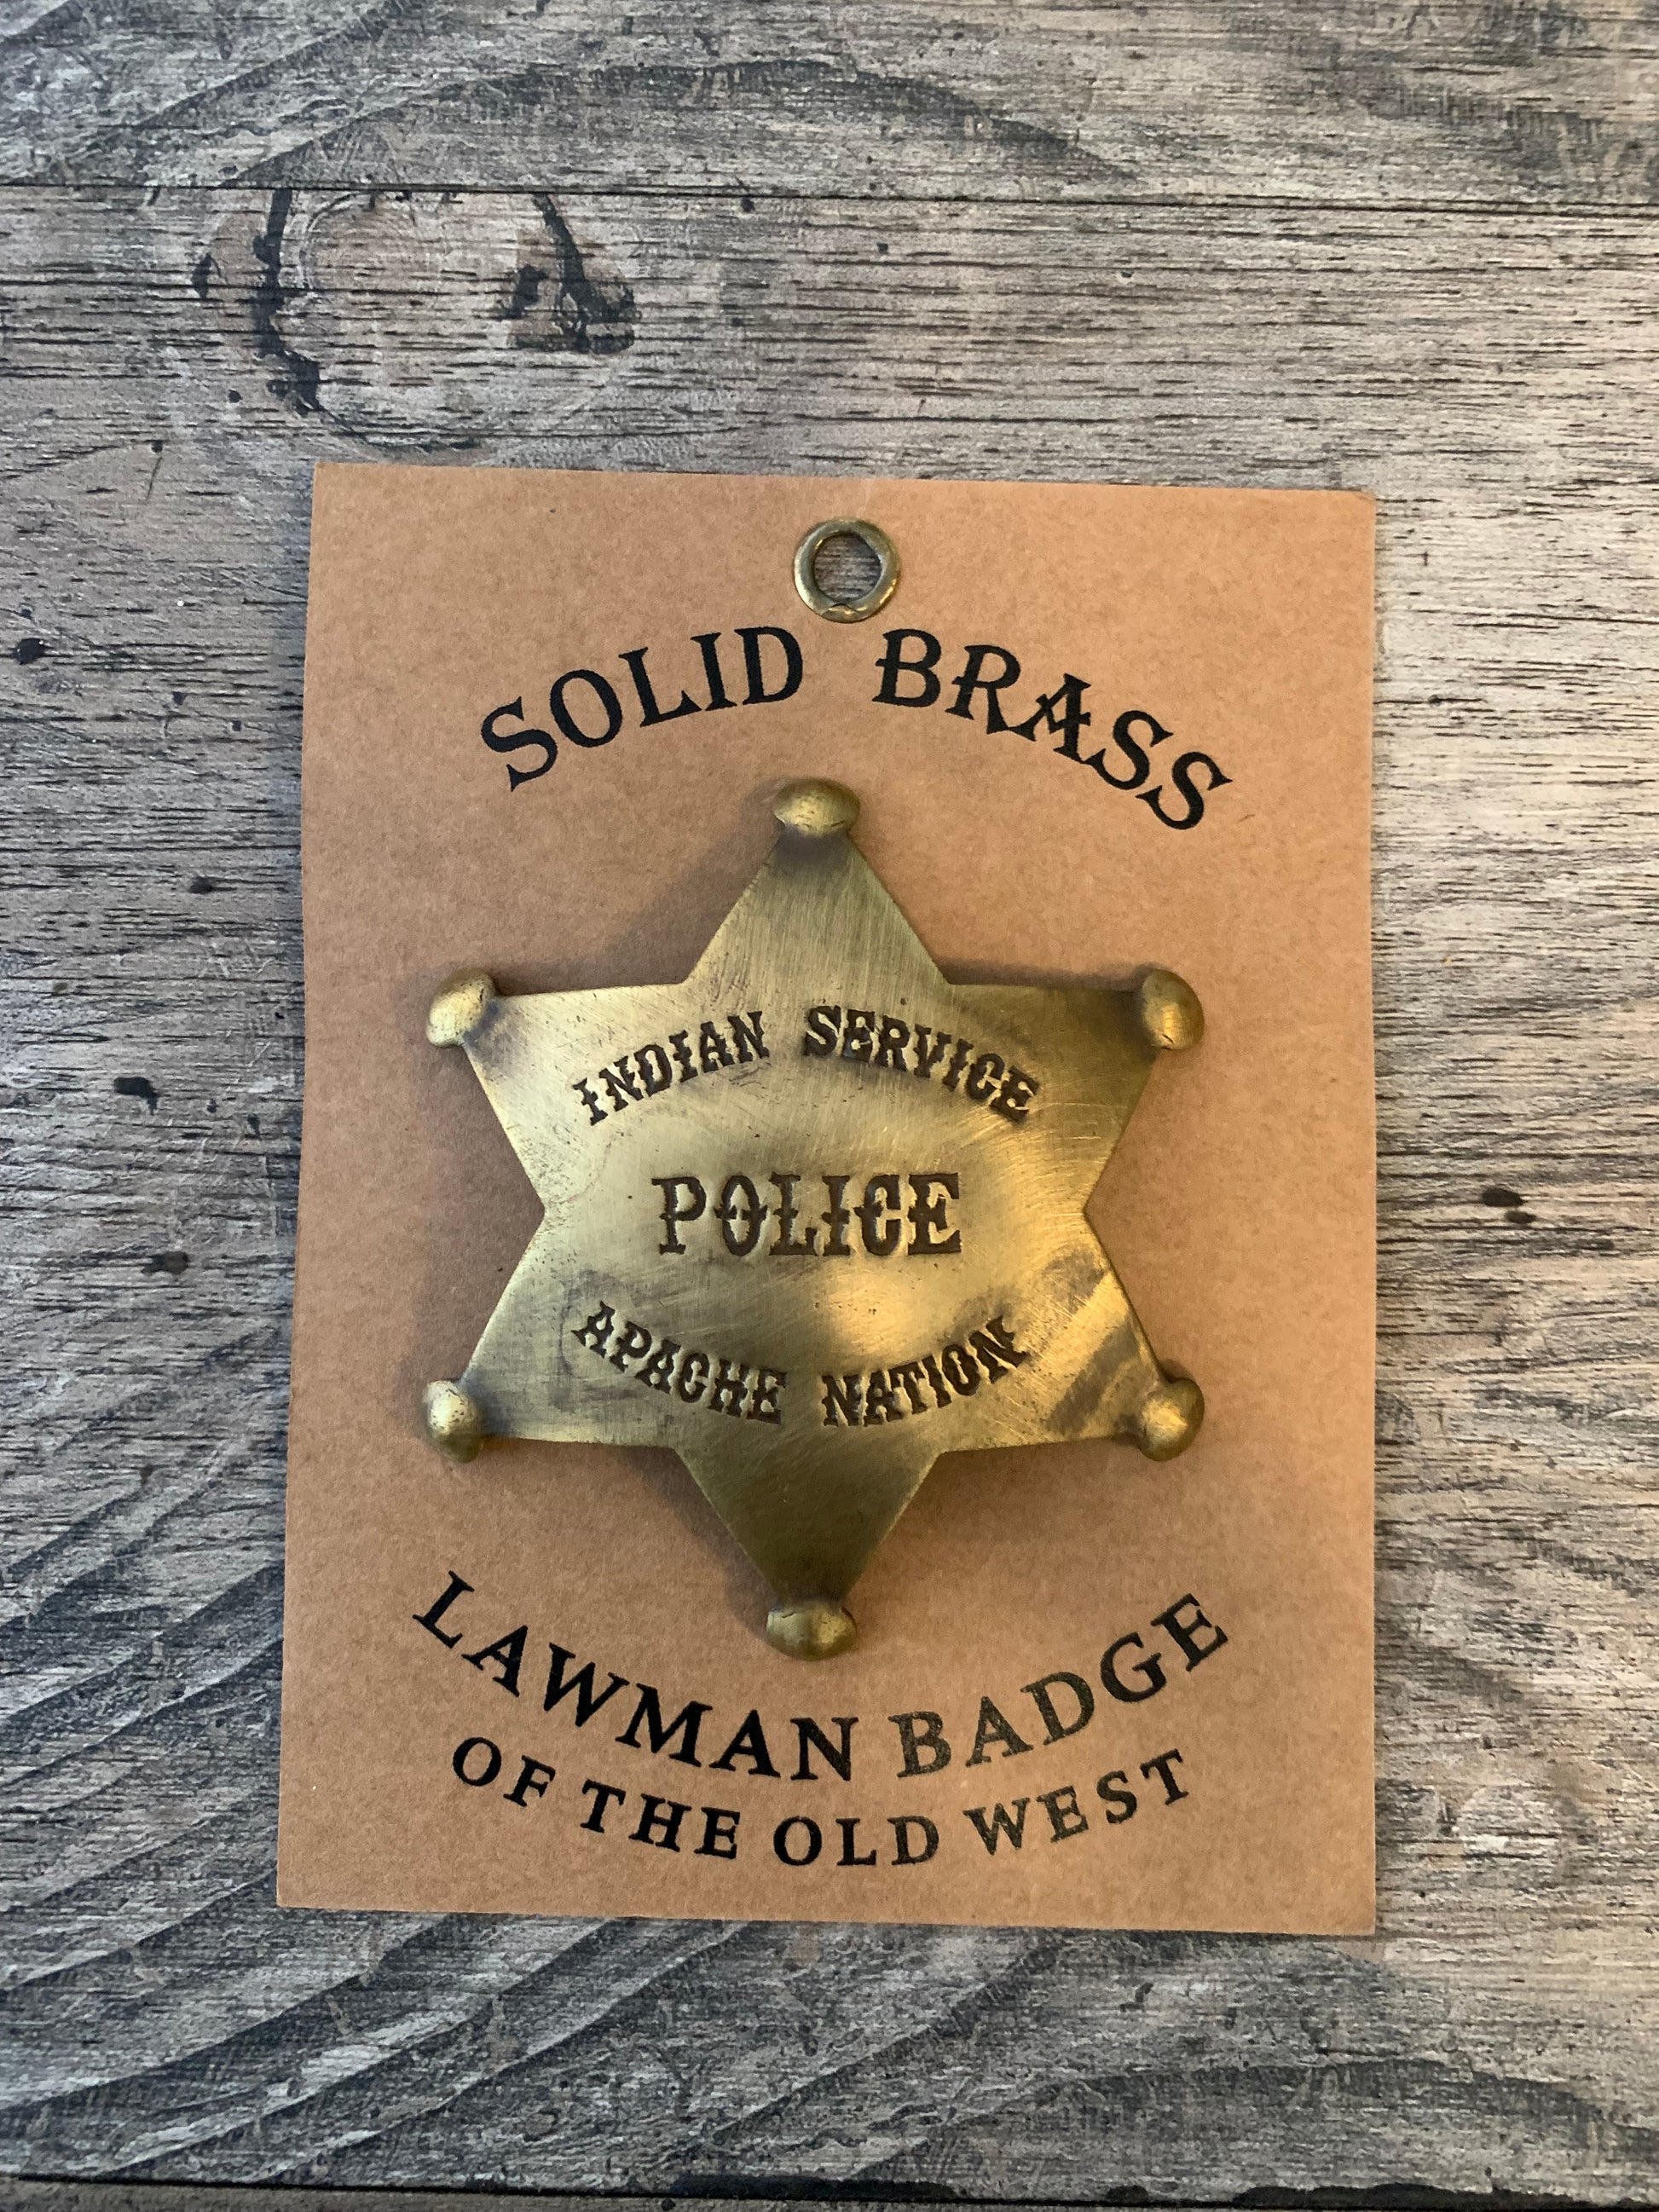 SOLID BRASS
INDIAN SERVICE
POLICE
APACHE NATION
LAWMAN BADGE
OF THE OLD WEST